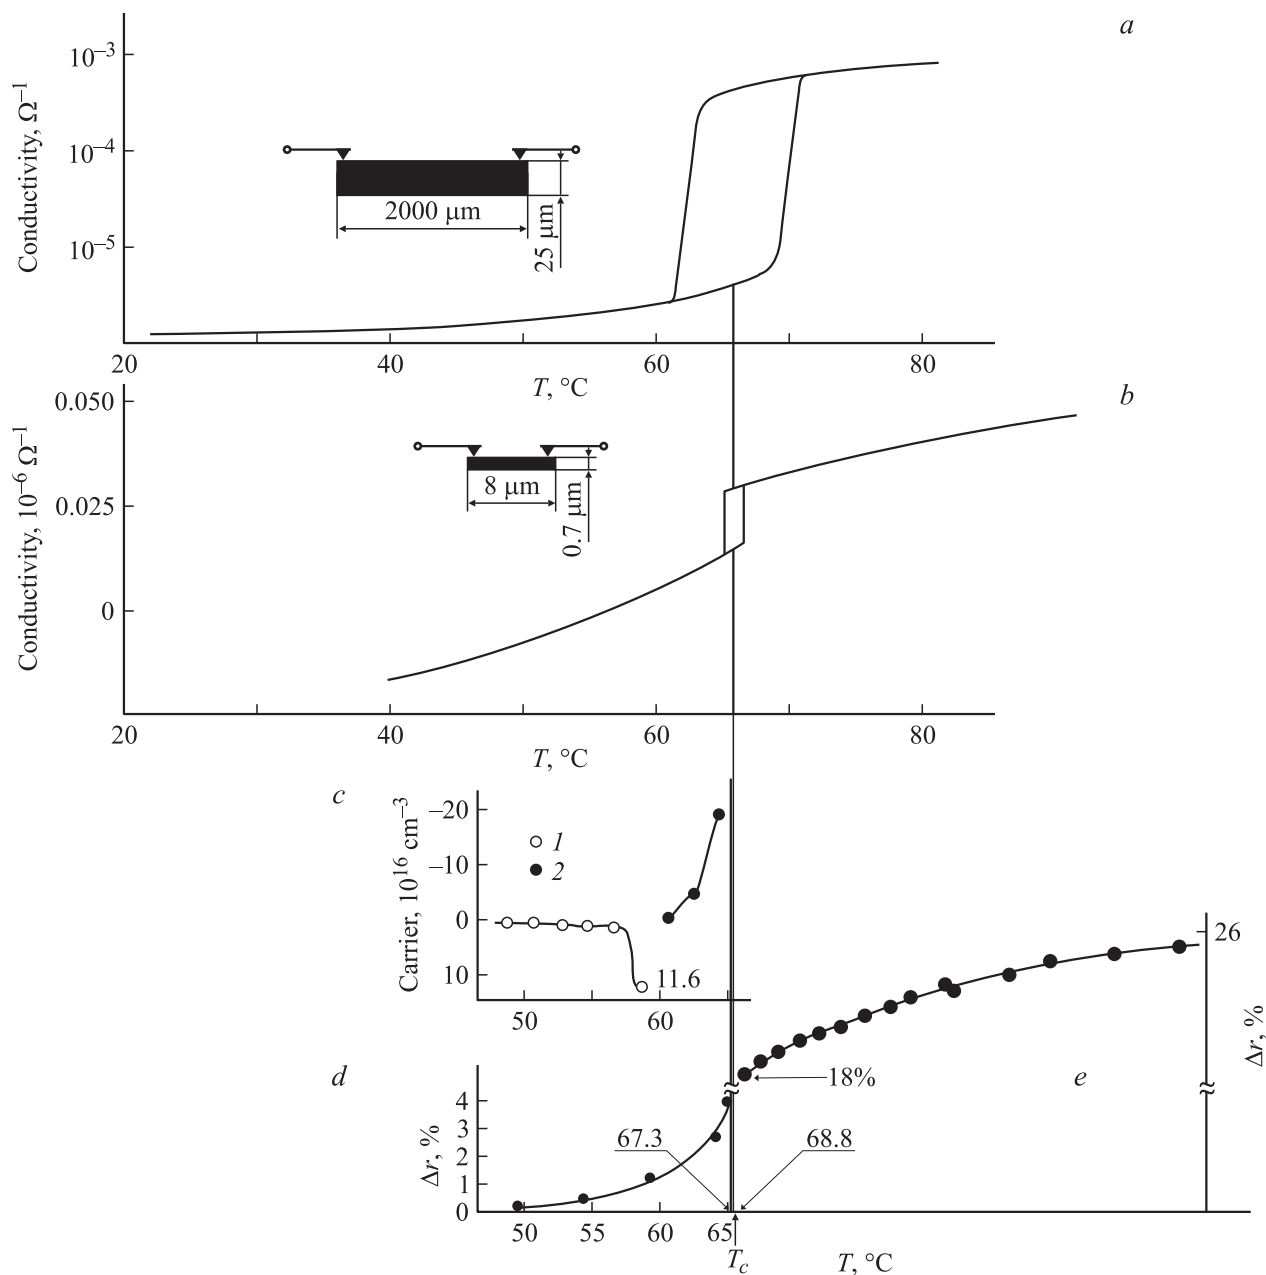 a
Conductivity, Ω⁻¹
10⁻³
10⁻⁴
10⁻⁵
2000 μm
25 μm
20 40 60 80
T, °C
b
Conductivity, 10⁻⁶ Ω⁻¹
0.050
0.025
0
8 μm
0.7 μm
20 40 60 80
T, °C
c
Carrier, 10¹⁶ cm⁻³
−20
−10
0
10
1
2
11.6
50 60
d
Δr, %
4
3
2
1
0
67.3
68.8
18%
e
26
Δr, %
50 55 60 65
T_c
T, °C